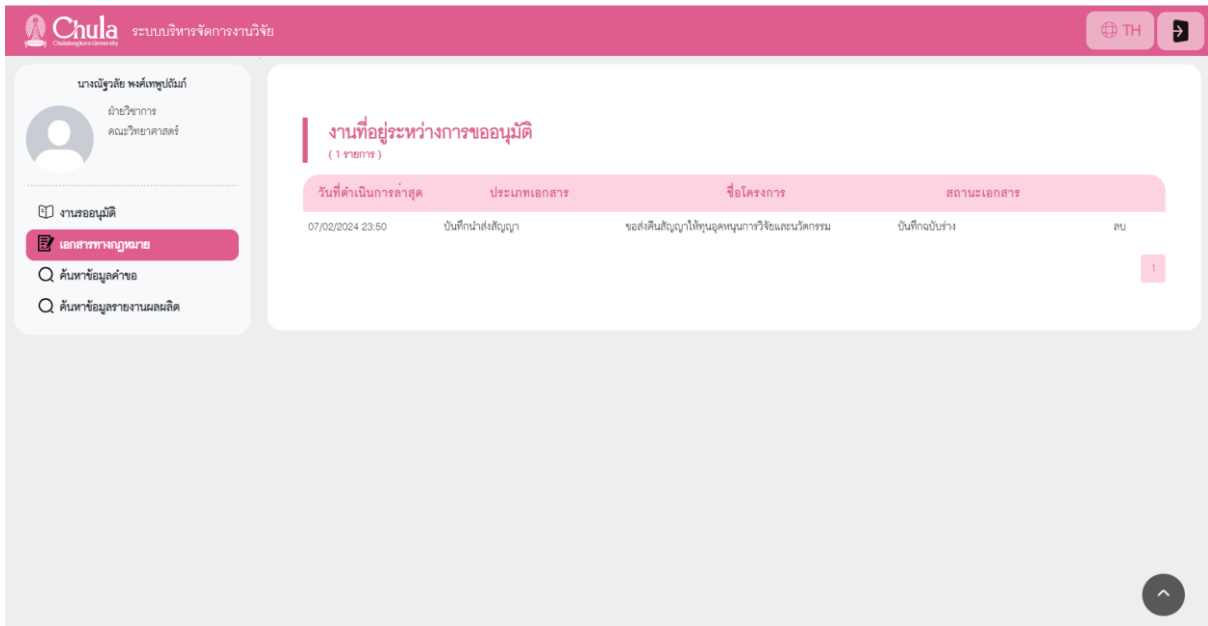 Chula
Chulalongkorn University
ระบบบริหารจัดการงานวิจัย
TH
นางณัฐวลัย พงศ์เทพูปถัมภ์
ฝ่ายวิชาการ
คณะวิทยาศาสตร์
งานรออนุมัติ
เอกสารทางกฎหมาย
ค้นหาข้อมูลคำขอ
ค้นหาข้อมูลรายงานผลผลิต
งานที่อยู่ระหว่างการขออนุมัติ
( 1 รายการ )
วันที่ดำเนินการล่าสุด ประเภทเอกสาร ชื่อโครงการ สถานะเอกสาร
07/02/2024 23:50 บันทึกนำส่งสัญญา ขอส่งคืนสัญญาให้ทุนอุดหนุนการวิจัยและนวัตกรรม บันทึกฉบับร่าง ลบ
1